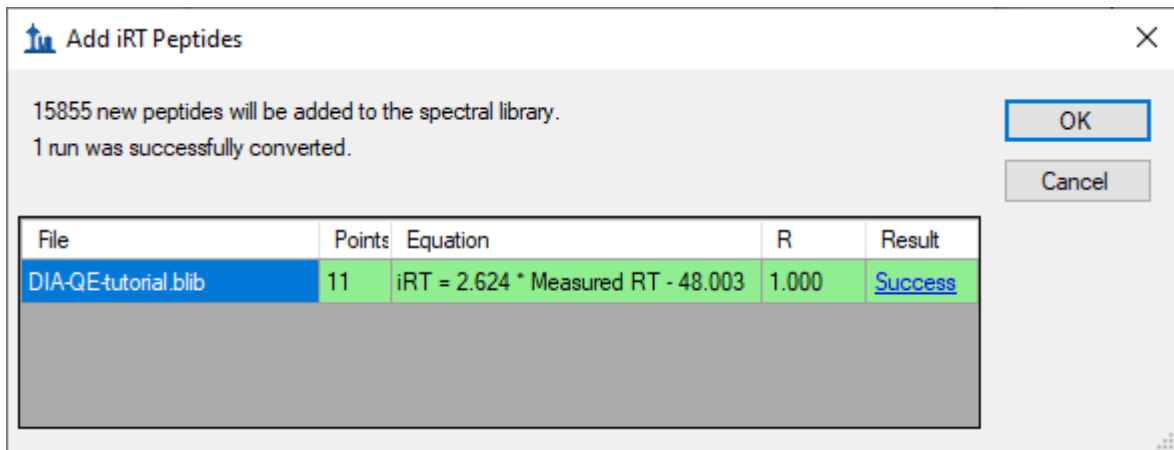 Add iRT Peptides
15855 new peptides will be added to the spectral library.
1 run was successfully converted.
OK
Cancel
File Points Equation R Result
DIA-QE-tutorial.blib 11 iRT = 2.624 * Measured RT - 48.003 1.000 Success